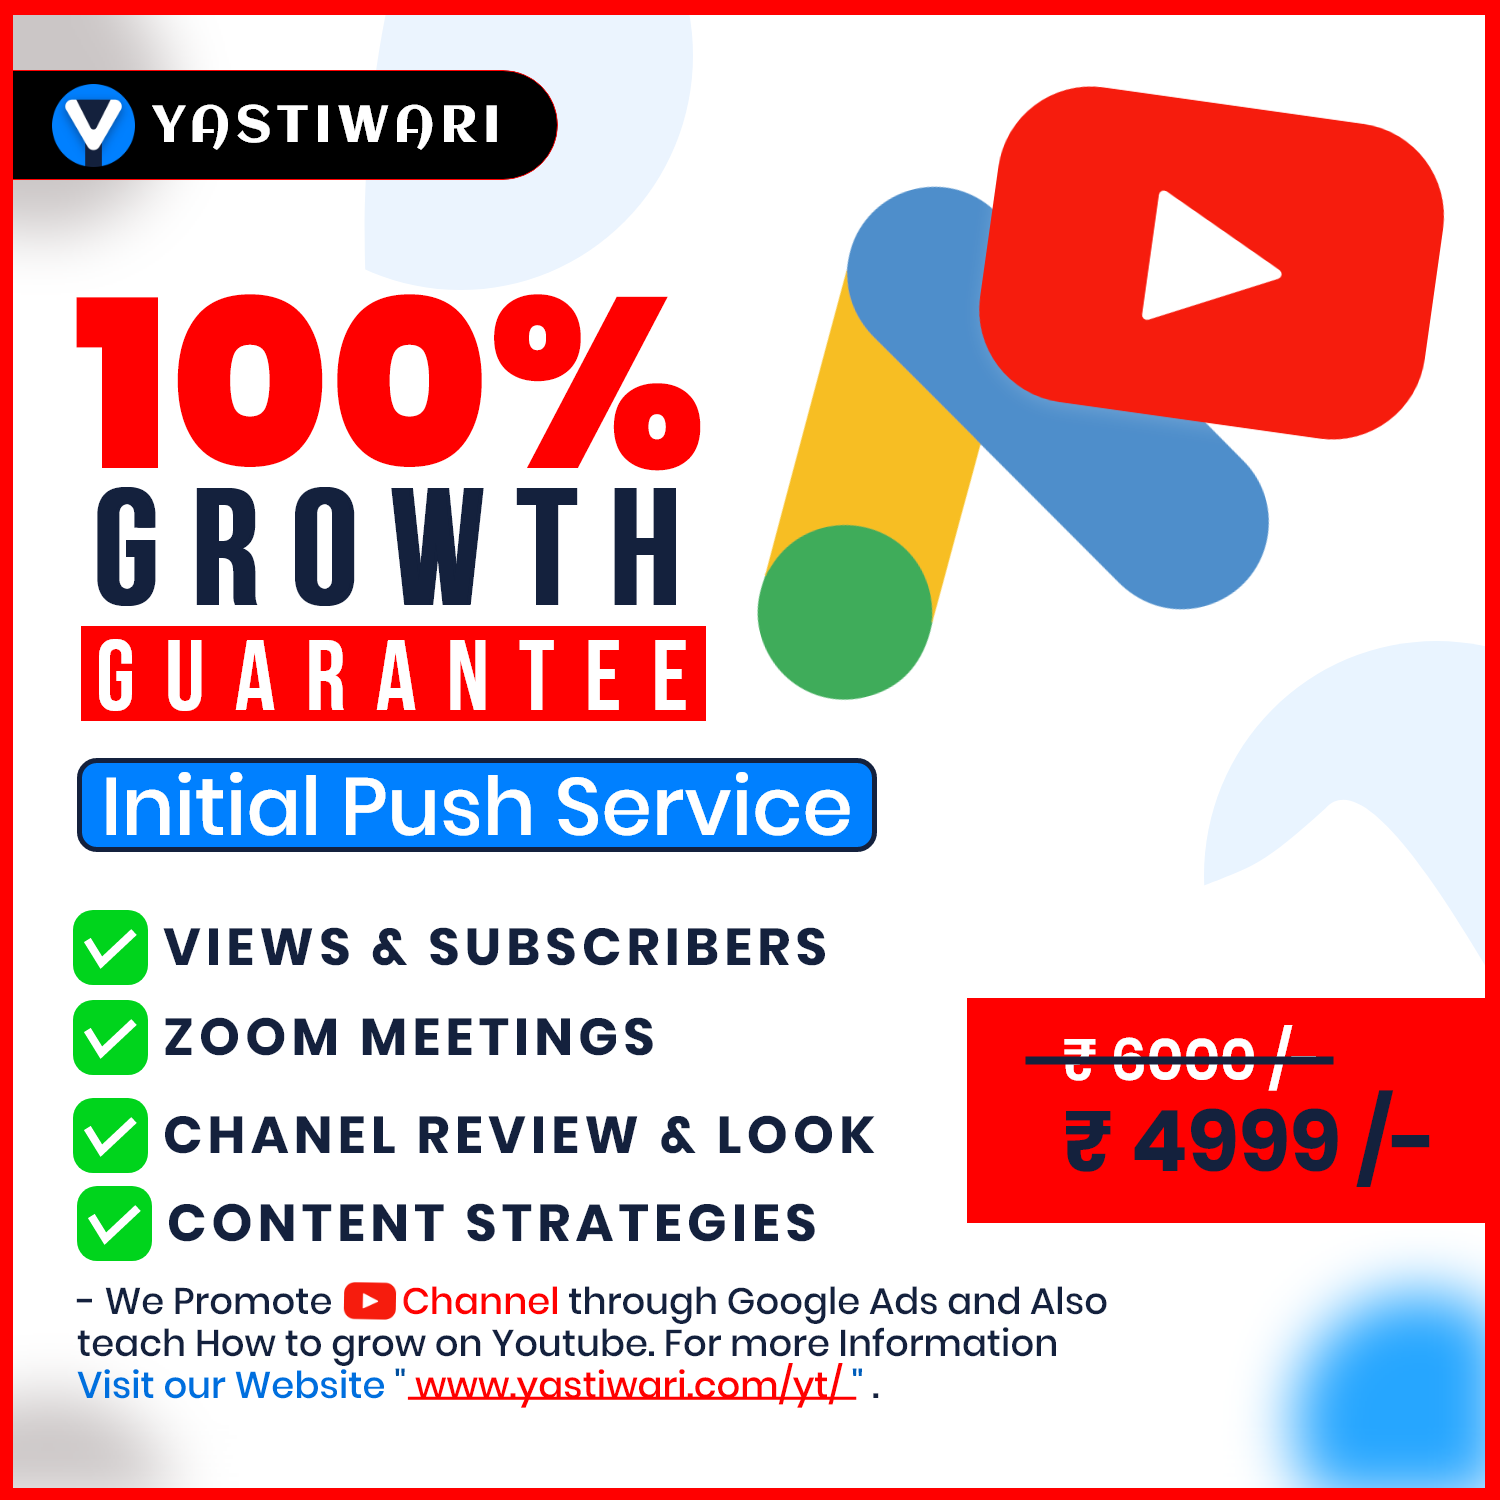 YASTIWARI
100%
GROWTH
GUARANTEE
Initial Push Service
VIEWS & SUBSCRIBERS
ZOOM MEETINGS
CHANEL REVIEW & LOOK
CONTENT STRATEGIES
₹ 6000 /-
₹ 4999 /-
- We Promote Channel through Google Ads and Also
teach How to grow on Youtube. For more Information
Visit our Website " www.yastiwari.com/yt/ " .